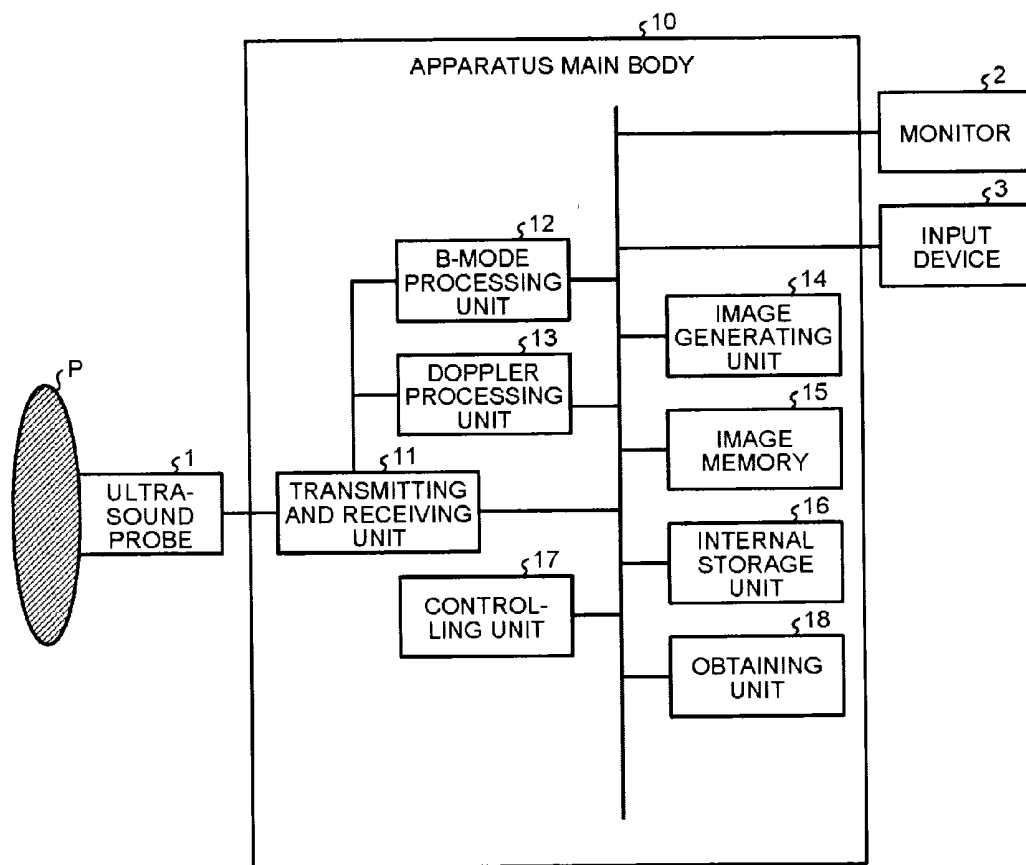 10
APPARATUS MAIN BODY
2
MONITOR
3
INPUT
DEVICE
12
B-MODE
PROCESSING
UNIT
14
IMAGE
GENERATING
UNIT
13
DOPPLER
PROCESSING
UNIT
P
15
IMAGE
MEMORY
1
ULTRA-
SOUND
PROBE
11
TRANSMITTING
AND RECEIVING
UNIT
16
INTERNAL
STORAGE
UNIT
17
CONTROL-
LING UNIT
18
OBTAINING
UNIT